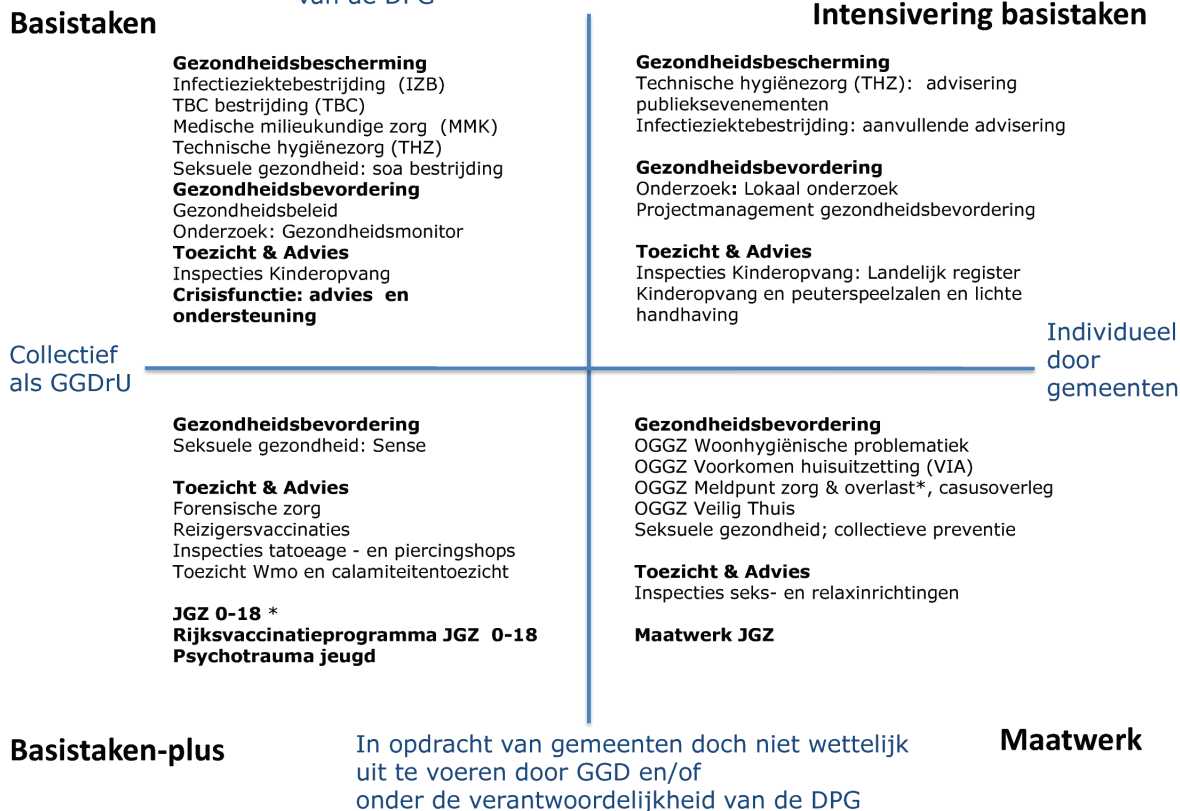 van de DPG
Basistaken
Gezondheidsbescherming
Infectieziektebestrijding (IZB)
TBC bestrijding (TBC)
Medische milieukundige zorg (MMK)
Technische hygiënezorg (THZ)
Seksuele gezondheid: soa bestrijding
Gezondheidsbevordering
Gezondheidsbeleid
Onderzoek: Gezondheidsmonitor
Toezicht & Advies
Inspecties Kinderopvang
Crisisfunctie: advies en
ondersteuning
Intensivering basistaken
Gezondheidsbescherming
Technische hygiënezorg (THZ): advisering
publieksevenementen
Infectieziektebestrijding: aanvullende advisering
Gezondheidsbevordering
Onderzoek: Lokaal onderzoek
Projectmanagement gezondheidsbevordering
Toezicht & Advies
Inspecties Kinderopvang: Landelijk register
Kinderopvang en peuterspeelzalen en lichte
handhaving
Collectief
als GGDrU
Individueel
door
gemeenten
Gezondheidsbevordering
Seksuele gezondheid: Sense
Toezicht & Advies
Forensische zorg
Reizigersvaccinaties
Inspecties tatoeage - en piercingshops
Toezicht Wmo en calamiteitentoezicht
JGZ 0-18 *
Rijksvaccinatieprogramma JGZ 0-18
Psychotrauma jeugd
Gezondheidsbevordering
OGGZ Woonhygiënische problematiek
OGGZ Voorkomen huisuitzetting (VIA)
OGGZ Meldpunt zorg & overlast*, casusoverleg
OGGZ Veilig Thuis
Seksuele gezondheid; collectieve preventie
Toezicht & Advies
Inspecties seks- en relaxinrichtingen
Maatwerk JGZ
Basistaken-plus
In opdracht van gemeenten doch niet wettelijk
uit te voeren door GGD en/of
onder de verantwoordelijkheid van de DPG
Maatwerk